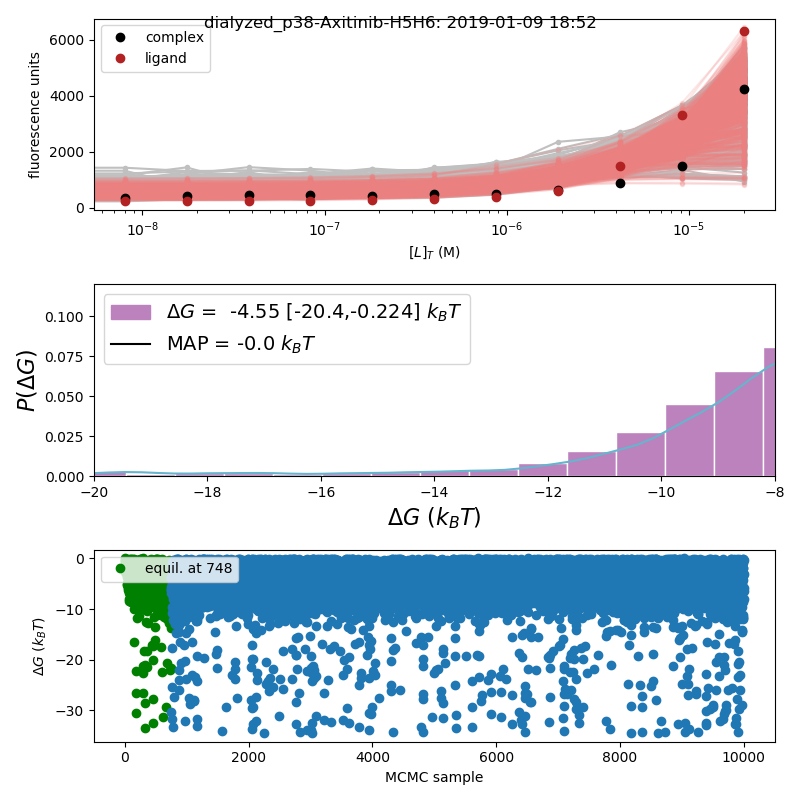 dialyzed_p38-Axitinib-H5H6: 2019-01-09 18:52
complex
ligand
fluorescence units
6000
4000
2000
0
10⁻⁸ 10⁻⁷ 10⁻⁶ 10⁻⁵
[L]_T (M)
ΔG = -4.55 [-20.4,-0.224] k_BT
MAP = -0.0 k_BT
P(ΔG)
0.100
0.075
0.050
0.025
0.000
−20 −18 −16 −14 −12 −10 −8
ΔG (k_BT)
equil. at 748
ΔG (k_BT)
0
−10
−20
−30
0 2000 4000 6000 8000 10000
MCMC sample